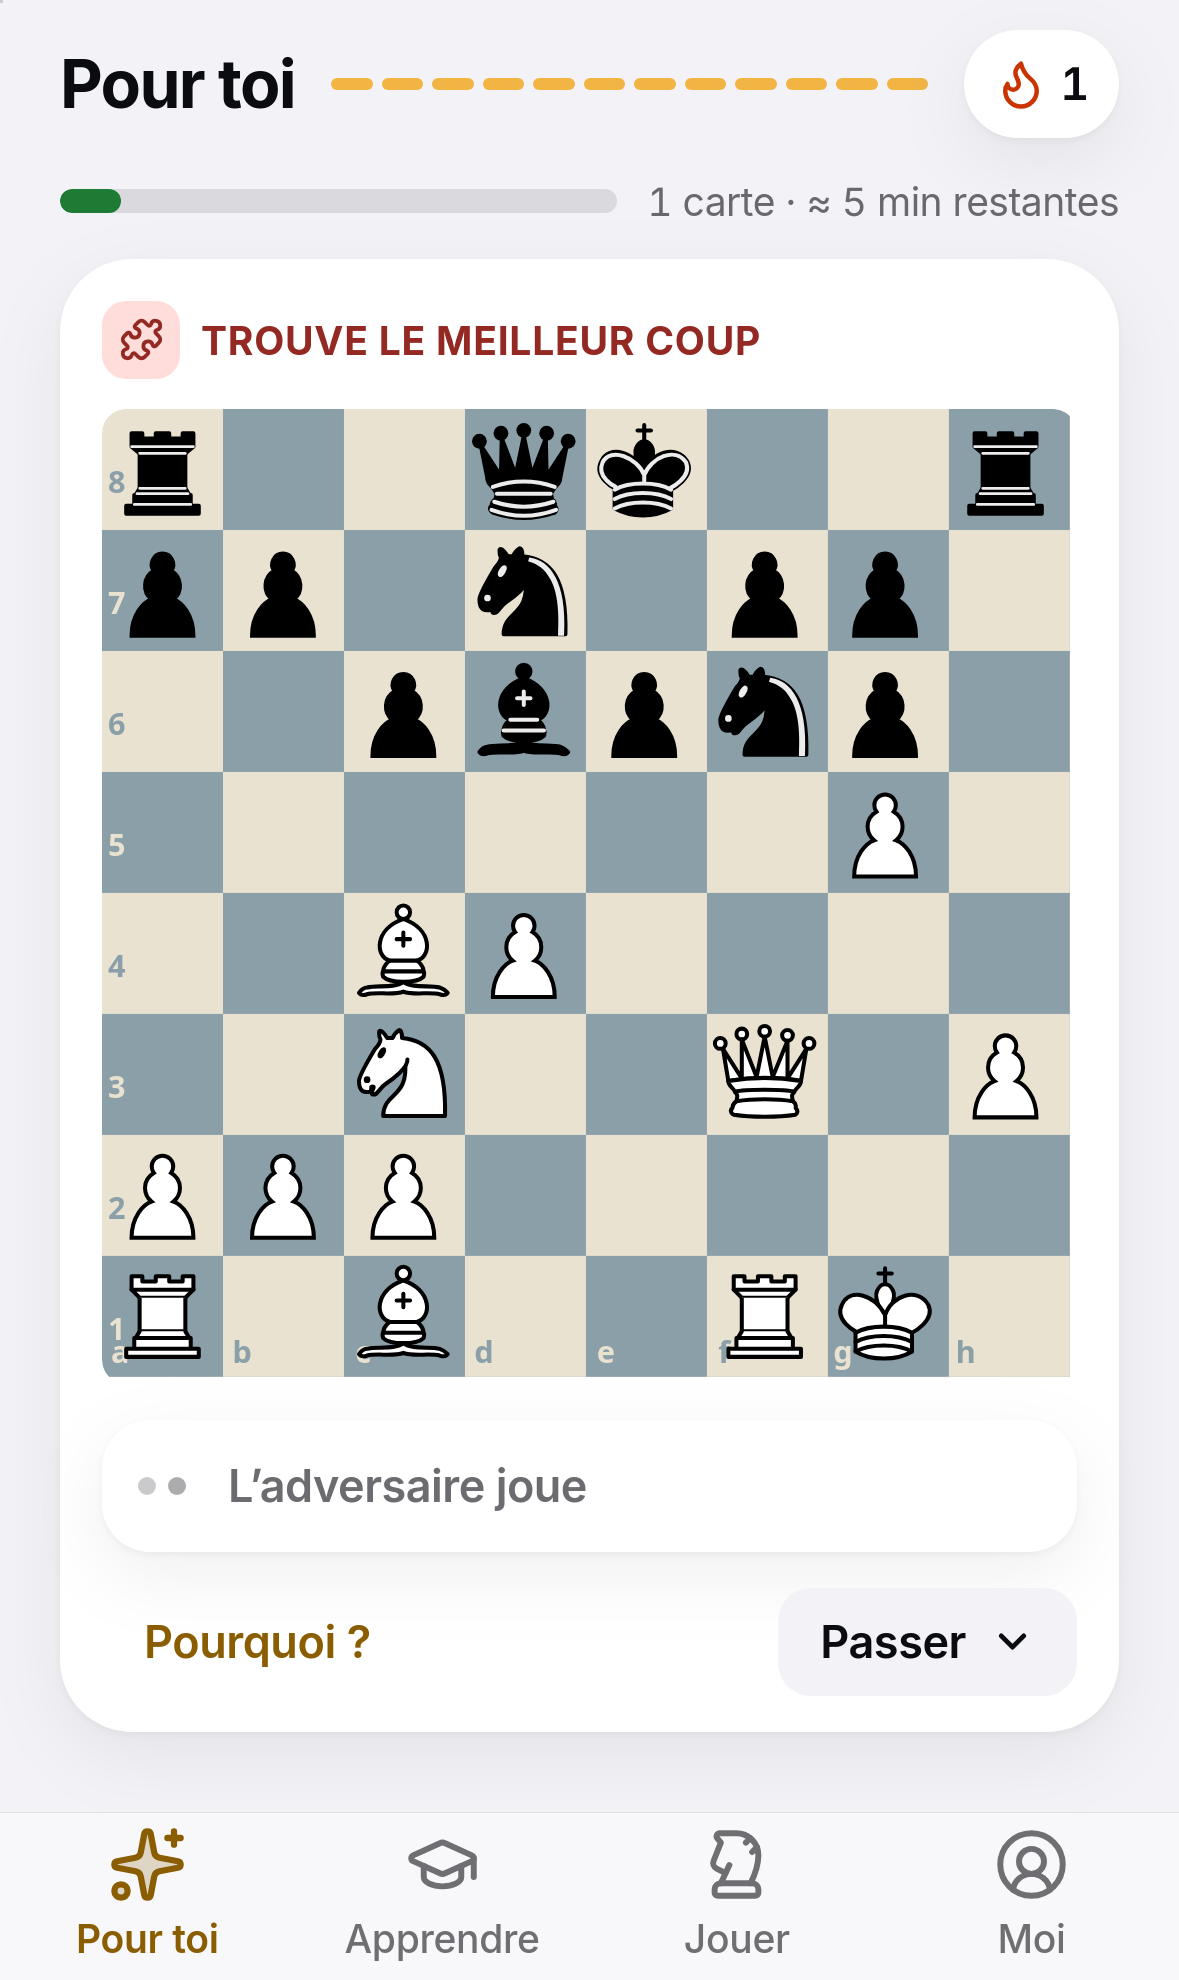 Pour toi
1
1 carte · ≈ 5 min restantes
TROUVE LE MEILLEUR COUP
8
7
6
5
4
3
2
1
a b c d e f g h
L’adversaire joue
Pourquoi ?
Passer
Pour toi Apprendre Jouer Moi